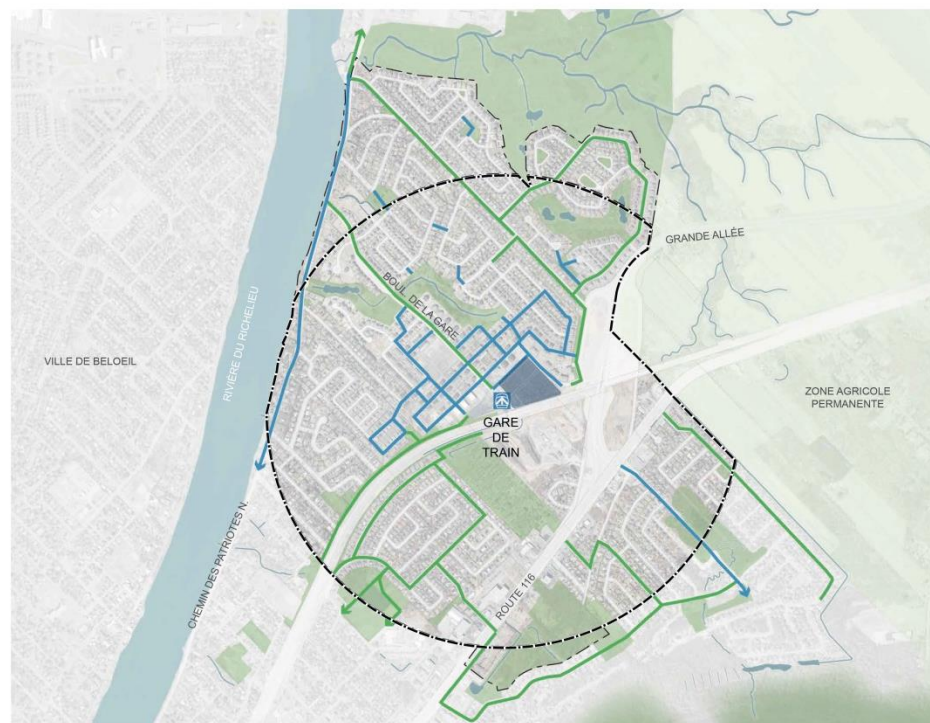 GRANDE ALLÉE
BOUL. DE LA GARE
RIVIÈRE DU RICHELIEU
VILLE DE BELOEIL
ZONE AGRICOLE
PERMANENTE
GARE
DE
TRAIN
CHEMIN DES PATRIOTES N.
ROUTE 116